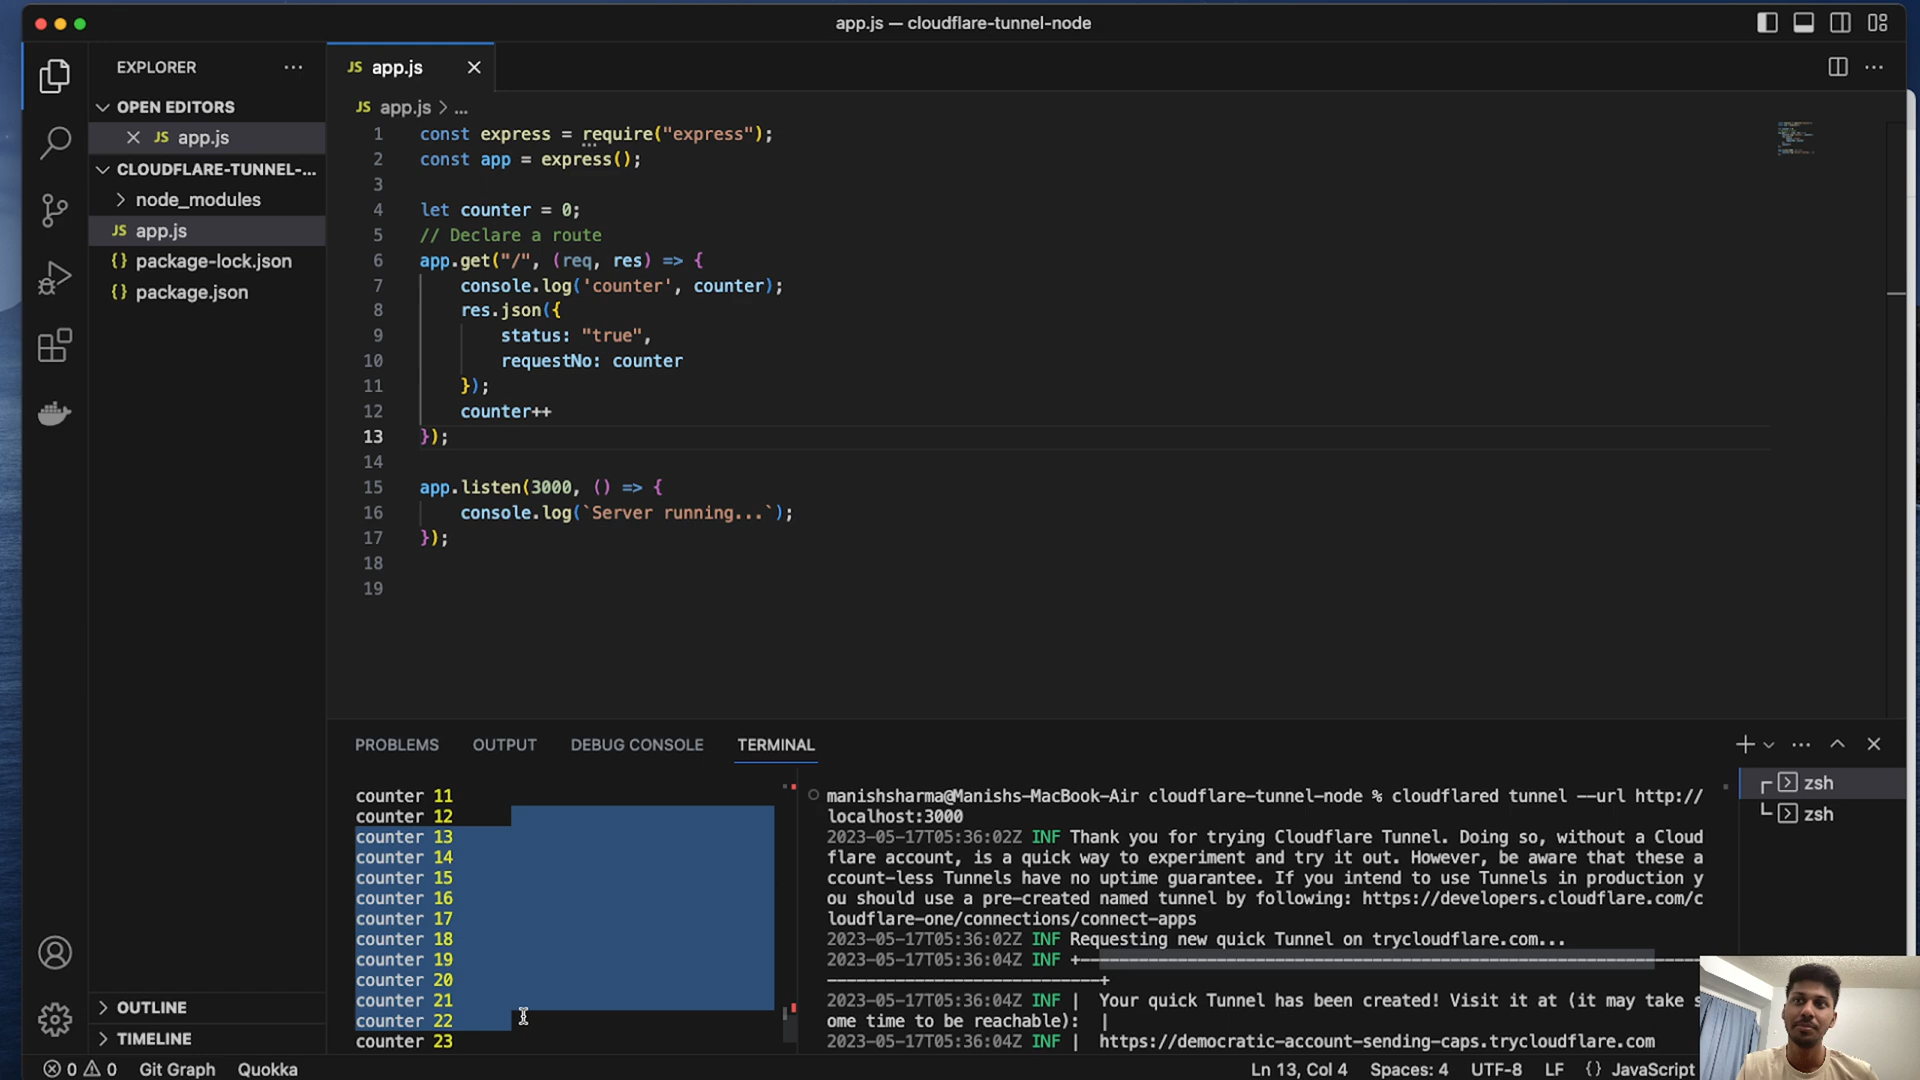 app.js — cloudflare-tunnel-node
EXPLORER
OPEN EDITORS
JS app.js
CLOUDFLARE-TUNNEL-...
node_modules
JS app.js
{} package-lock.json
{} package.json
OUTLINE
TIMELINE
JS app.js
JS app.js > ...
1 const express = require("express");
2 const app = express();
3
4 let counter = 0;
5 // Declare a route
6 app.get("/", (req, res) => {
7 console.log('counter', counter);
8 res.json({
9 status: "true",
10 requestNo: counter
11 });
12 counter++
13 });
14
15 app.listen(3000, () => {
16 console.log(`Server running...`);
17 });
18
19
PROBLEMS OUTPUT DEBUG CONSOLE TERMINAL
counter 11
counter 12
counter 13
counter 14
counter 15
counter 16
counter 17
counter 18
counter 19
counter 20
counter 21
counter 22
counter 23
manishsharma@Manishs-MacBook-Air cloudflare-tunnel-node % cloudflared tunnel --url http://
localhost:3000
2023-05-17T05:36:02Z INF Thank you for trying Cloudflare Tunnel. Doing so, without a Cloud
flare account, is a quick way to experiment and try it out. However, be aware that these a
ccount-less Tunnels have no uptime guarantee. If you intend to use Tunnels in production y
ou should use a pre-created named tunnel by following: https://developers.cloudflare.com/c
loudflare-one/connections/connect-apps
2023-05-17T05:36:02Z INF Requesting new quick Tunnel on trycloudflare.com...
2023-05-17T05:36:04Z INF +--------------------------------------------------------------
---------------------------+
2023-05-17T05:36:04Z INF | Your quick Tunnel has been created! Visit it at (it may take s
ome time to be reachable): |
2023-05-17T05:36:04Z INF | https://democratic-account-sending-caps.trycloudflare.com
zsh
zsh
0 0 Git Graph Quokka
Ln 13, Col 4 Spaces: 4 UTF-8 LF {} JavaScript